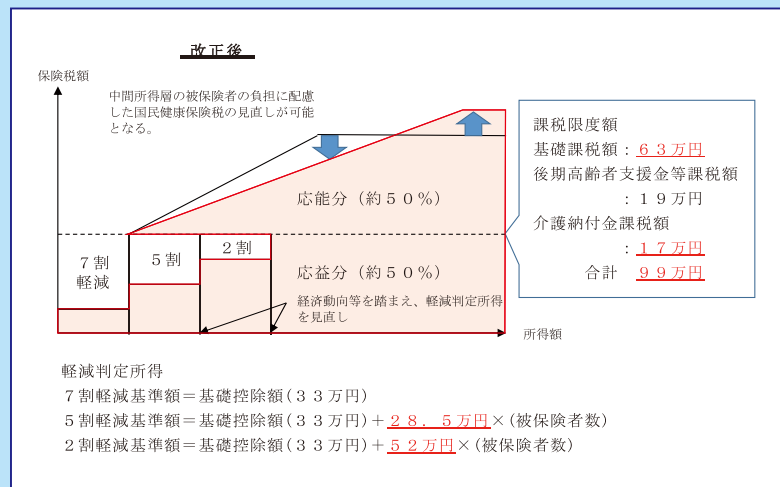 改正後
保険税額
中間所得層の被保険者の負担に配慮
した国民健康保険税の見直しが可能
となる。
課税限度額
基礎課税額：６３万円
後期高齢者支援金等課税額
：１９万円
介護納付金課税額
：１７万円
合計　９９万円
応能分（約５０％）
７割
軽減
５割
２割
応益分（約５０％）
経済動向等を踏まえ、軽減判定所得
を見直し
所得額
軽減判定所得
７割軽減基準額＝基礎控除額(３３万円)
５割軽減基準額＝基礎控除額(３３万円)＋２８．５万円×(被保険者数)
２割軽減基準額＝基礎控除額(３３万円)＋５２万円×(被保険者数)